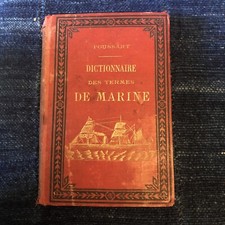 DICTIONNAIRE
DES TERMES
DE MARINE